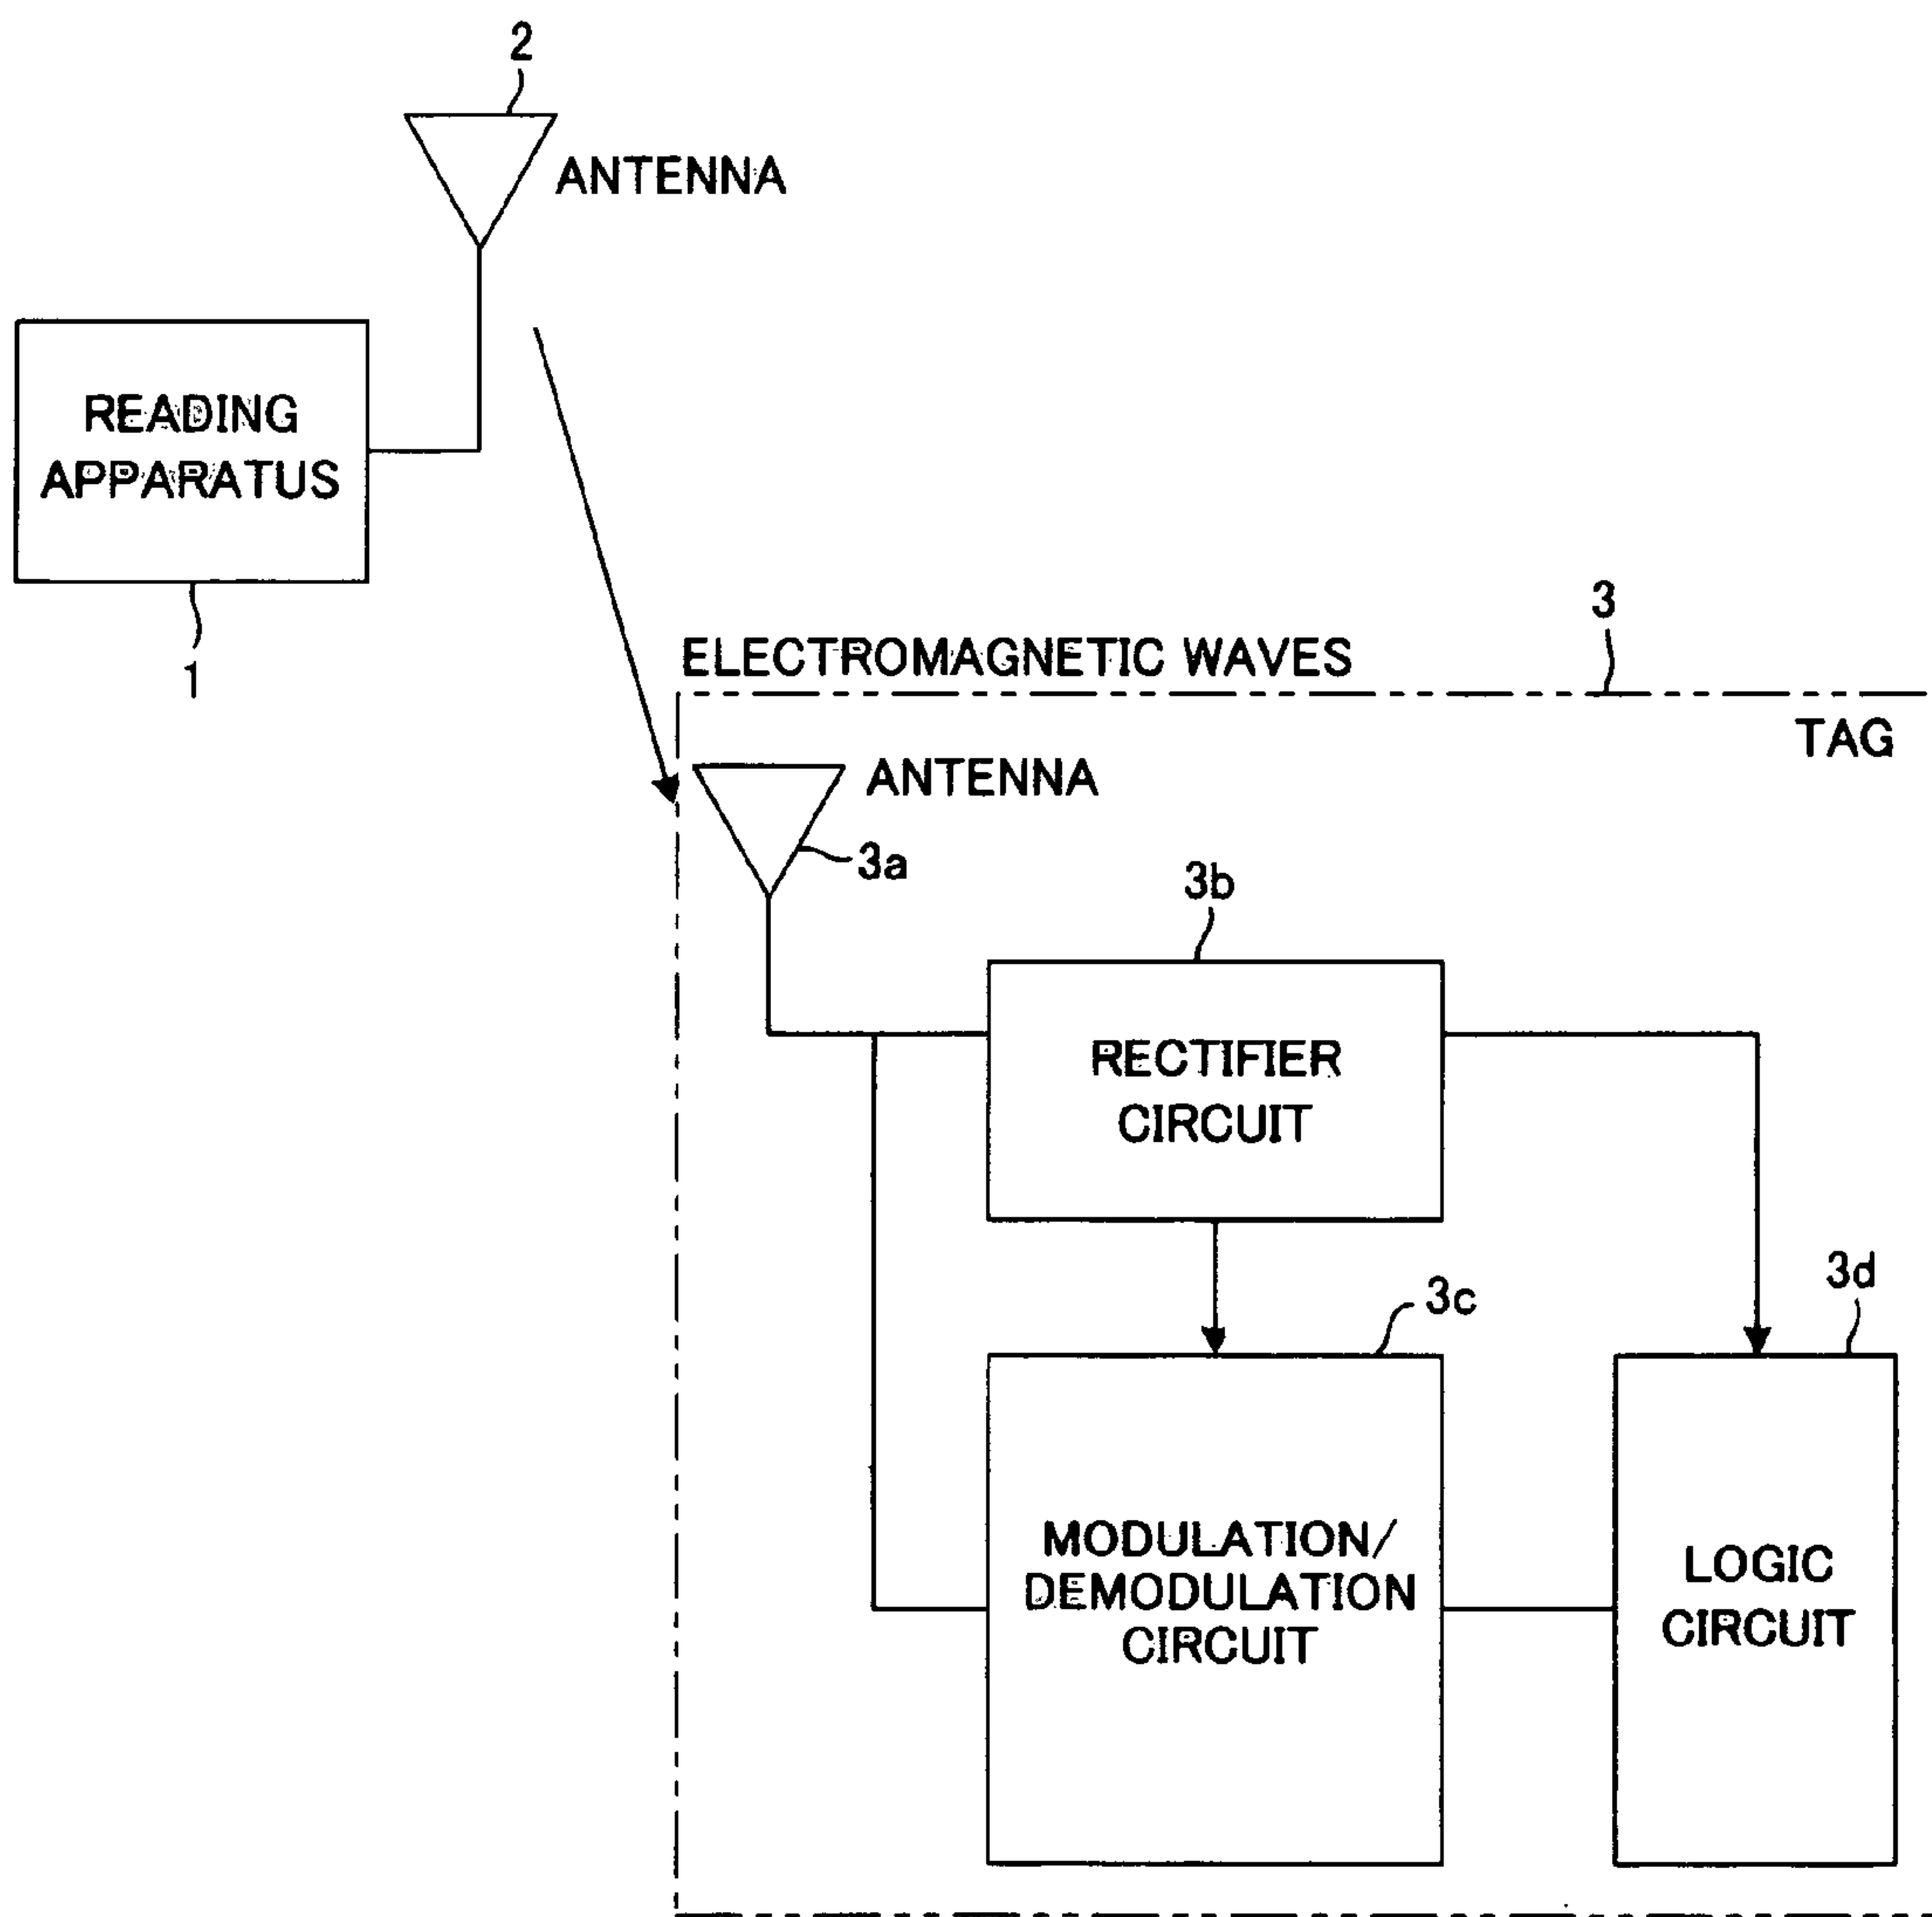 2
ANTENNA
READING
APPARATUS
1
3
ELECTROMAGNETIC WAVES
TAG
ANTENNA
3a
3b
RECTIFIER
CIRCUIT
3c
3d
MODULATION/
DEMODULATION
CIRCUIT
LOGIC
CIRCUIT